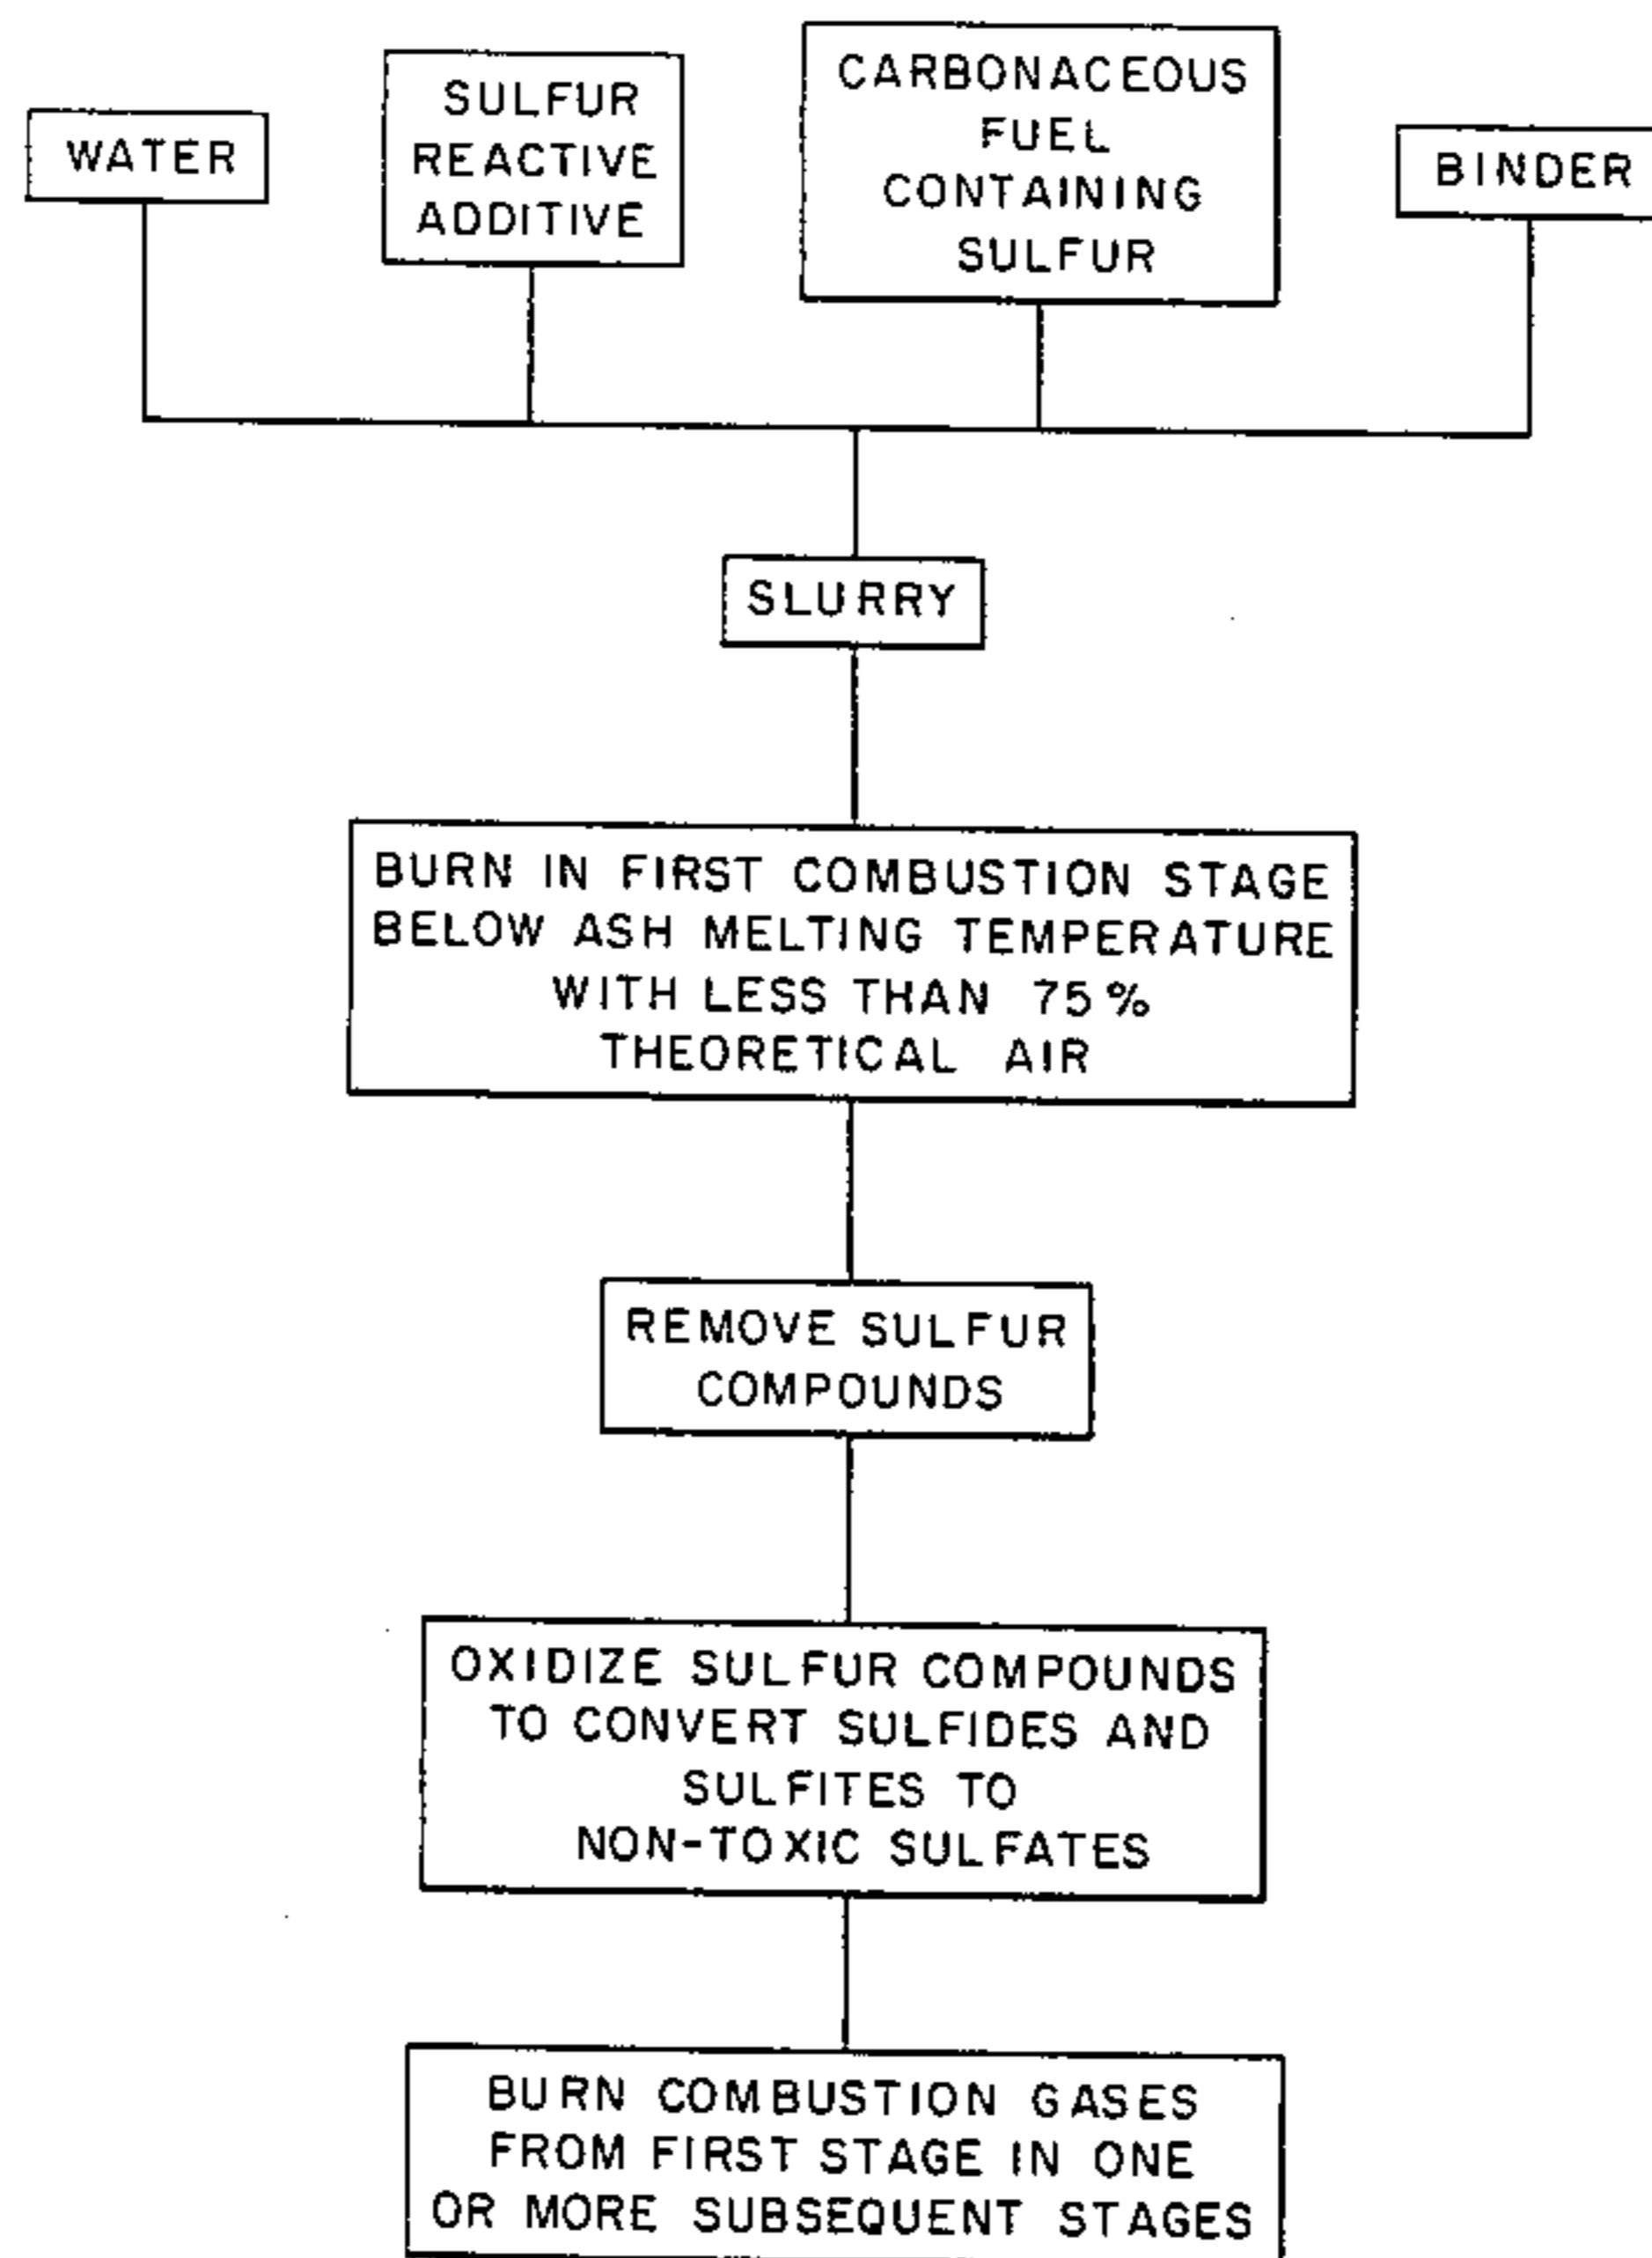 WATER
SULFUR
REACTIVE
ADDITIVE
CARBONACEOUS
FUEL
CONTAINING
SULFUR
BINDER
SLURRY
BURN IN FIRST COMBUSTION STAGE
BELOW ASH MELTING TEMPERATURE
WITH LESS THAN 75%
THEORETICAL AIR
REMOVE SULFUR
COMPOUNDS
OXIDIZE SULFUR COMPOUNDS
TO CONVERT SULFIDES AND
SULFITES TO
NON-TOXIC SULFATES
BURN COMBUSTION GASES
FROM FIRST STAGE IN ONE
OR MORE SUBSEQUENT STAGES